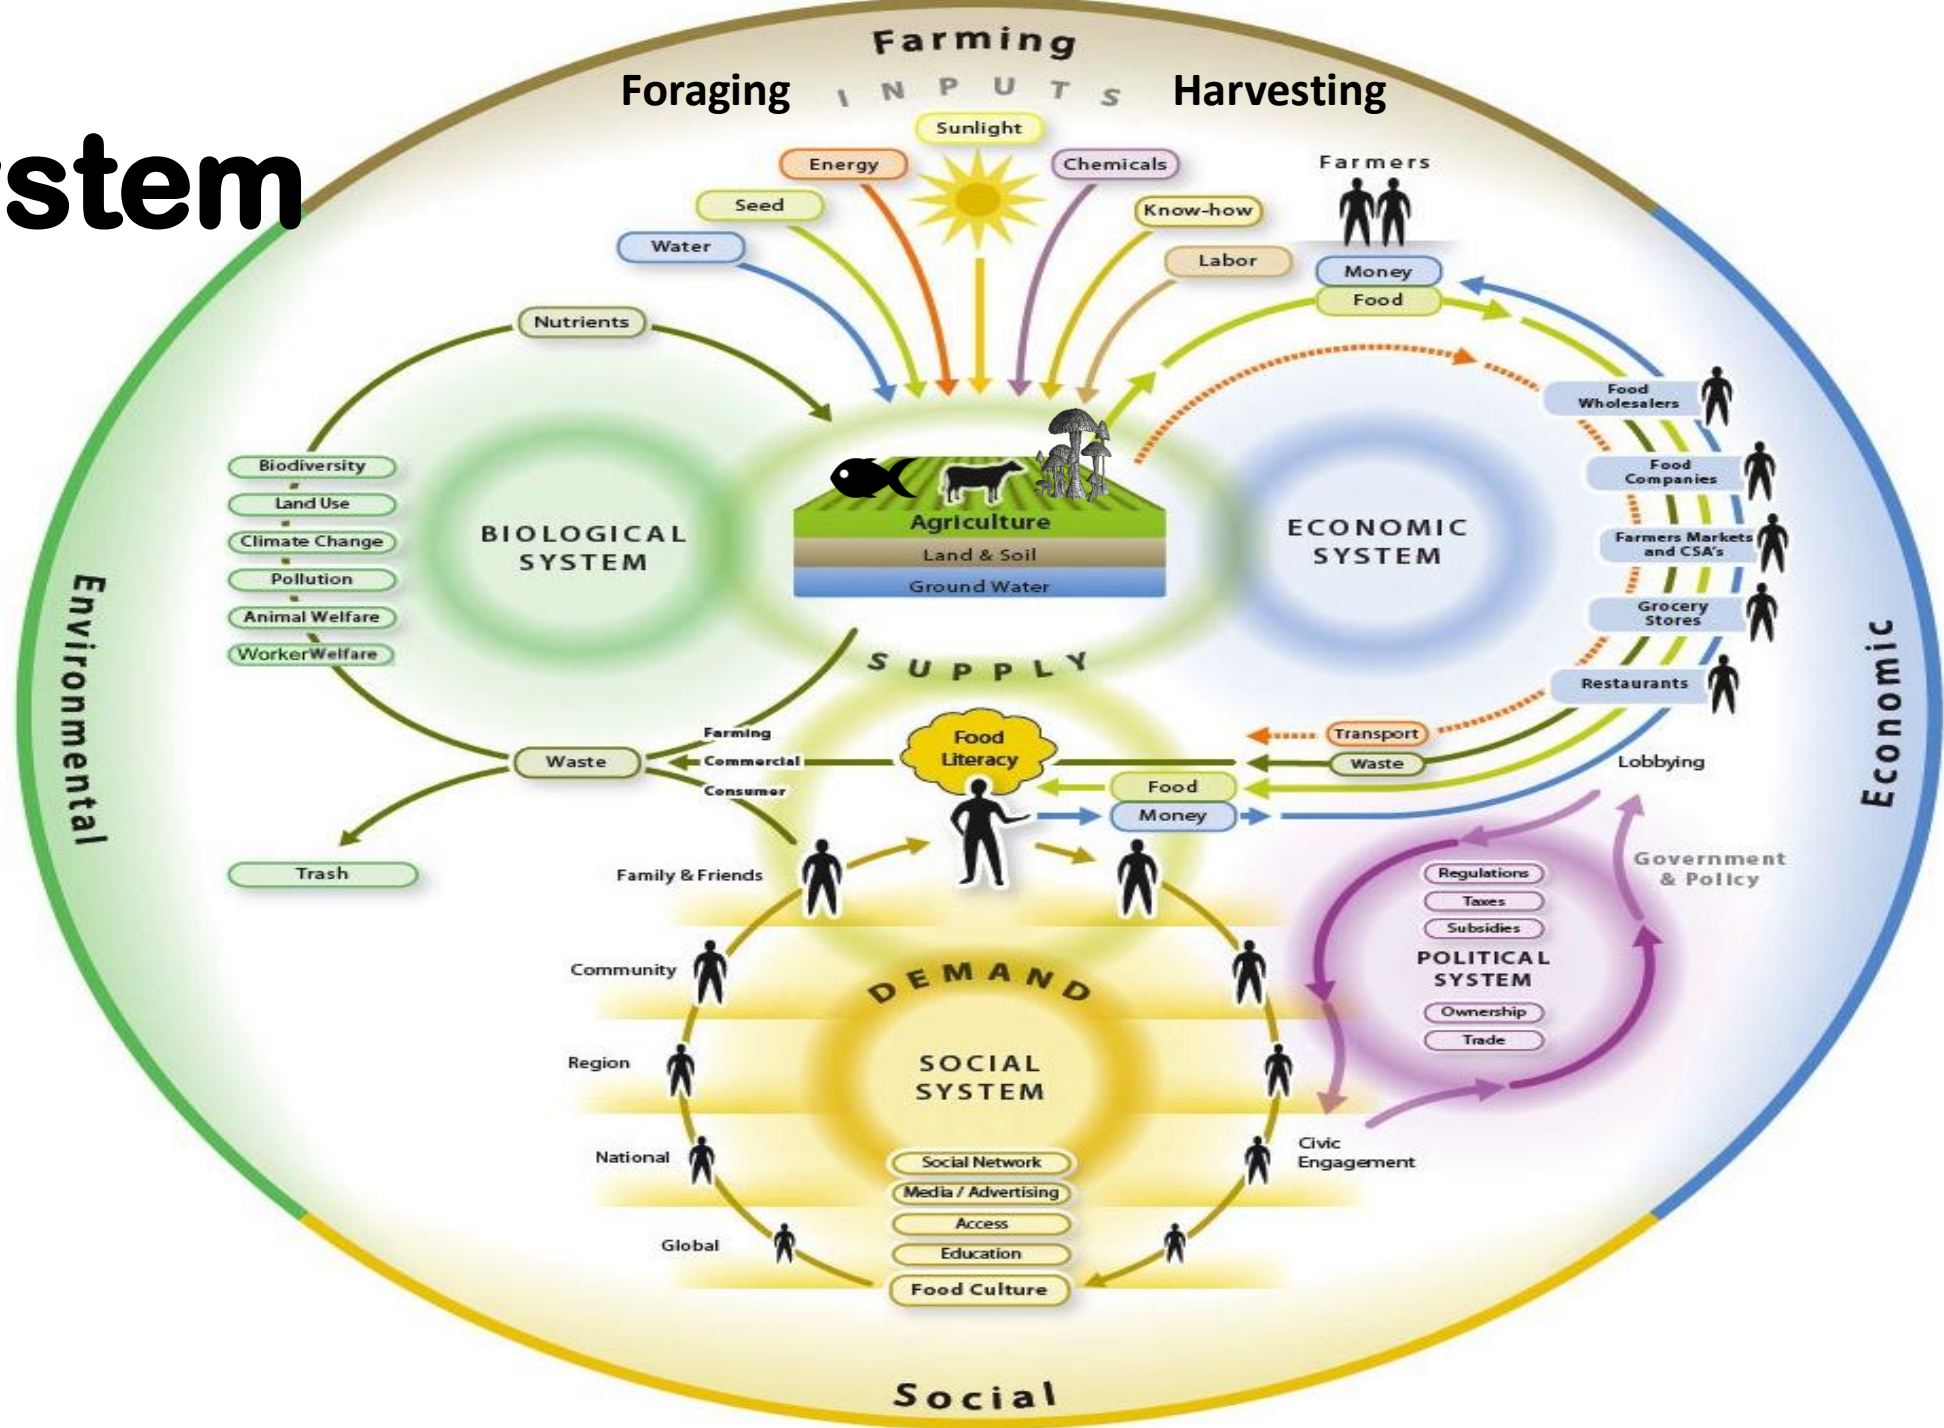 Farming
Foraging
INPUTS
Harvesting
stem
Sunlight
Energy
Chemicals
Seed
Know-how
Water
Labor
Farmers
Money
Food
Nutrients
Food
Wholesalers
Food
Companies
Farmers Markets
and CSA's
Grocery
Stores
Restaurants
Biodiversity
Land Use
Climate Change
Pollution
Animal Welfare
WorkerWelfare
BIOLOGICAL
SYSTEM
Agriculture
Land & Soil
Ground Water
ECONOMIC
SYSTEM
Environmental
Economic
SUPPLY
Farming
Commercial
Consumer
Waste
Trash
Food
Literacy
Transport
Waste
Food
Money
Lobbying
Government
& Policy
Regulations
Taxes
Subsidies
POLITICAL
SYSTEM
Ownership
Trade
Civic
Engagement
Family & Friends
Community
Region
National
Global
DEMAND
SOCIAL
SYSTEM
Social Network
Media / Advertising
Access
Education
Food Culture
Social